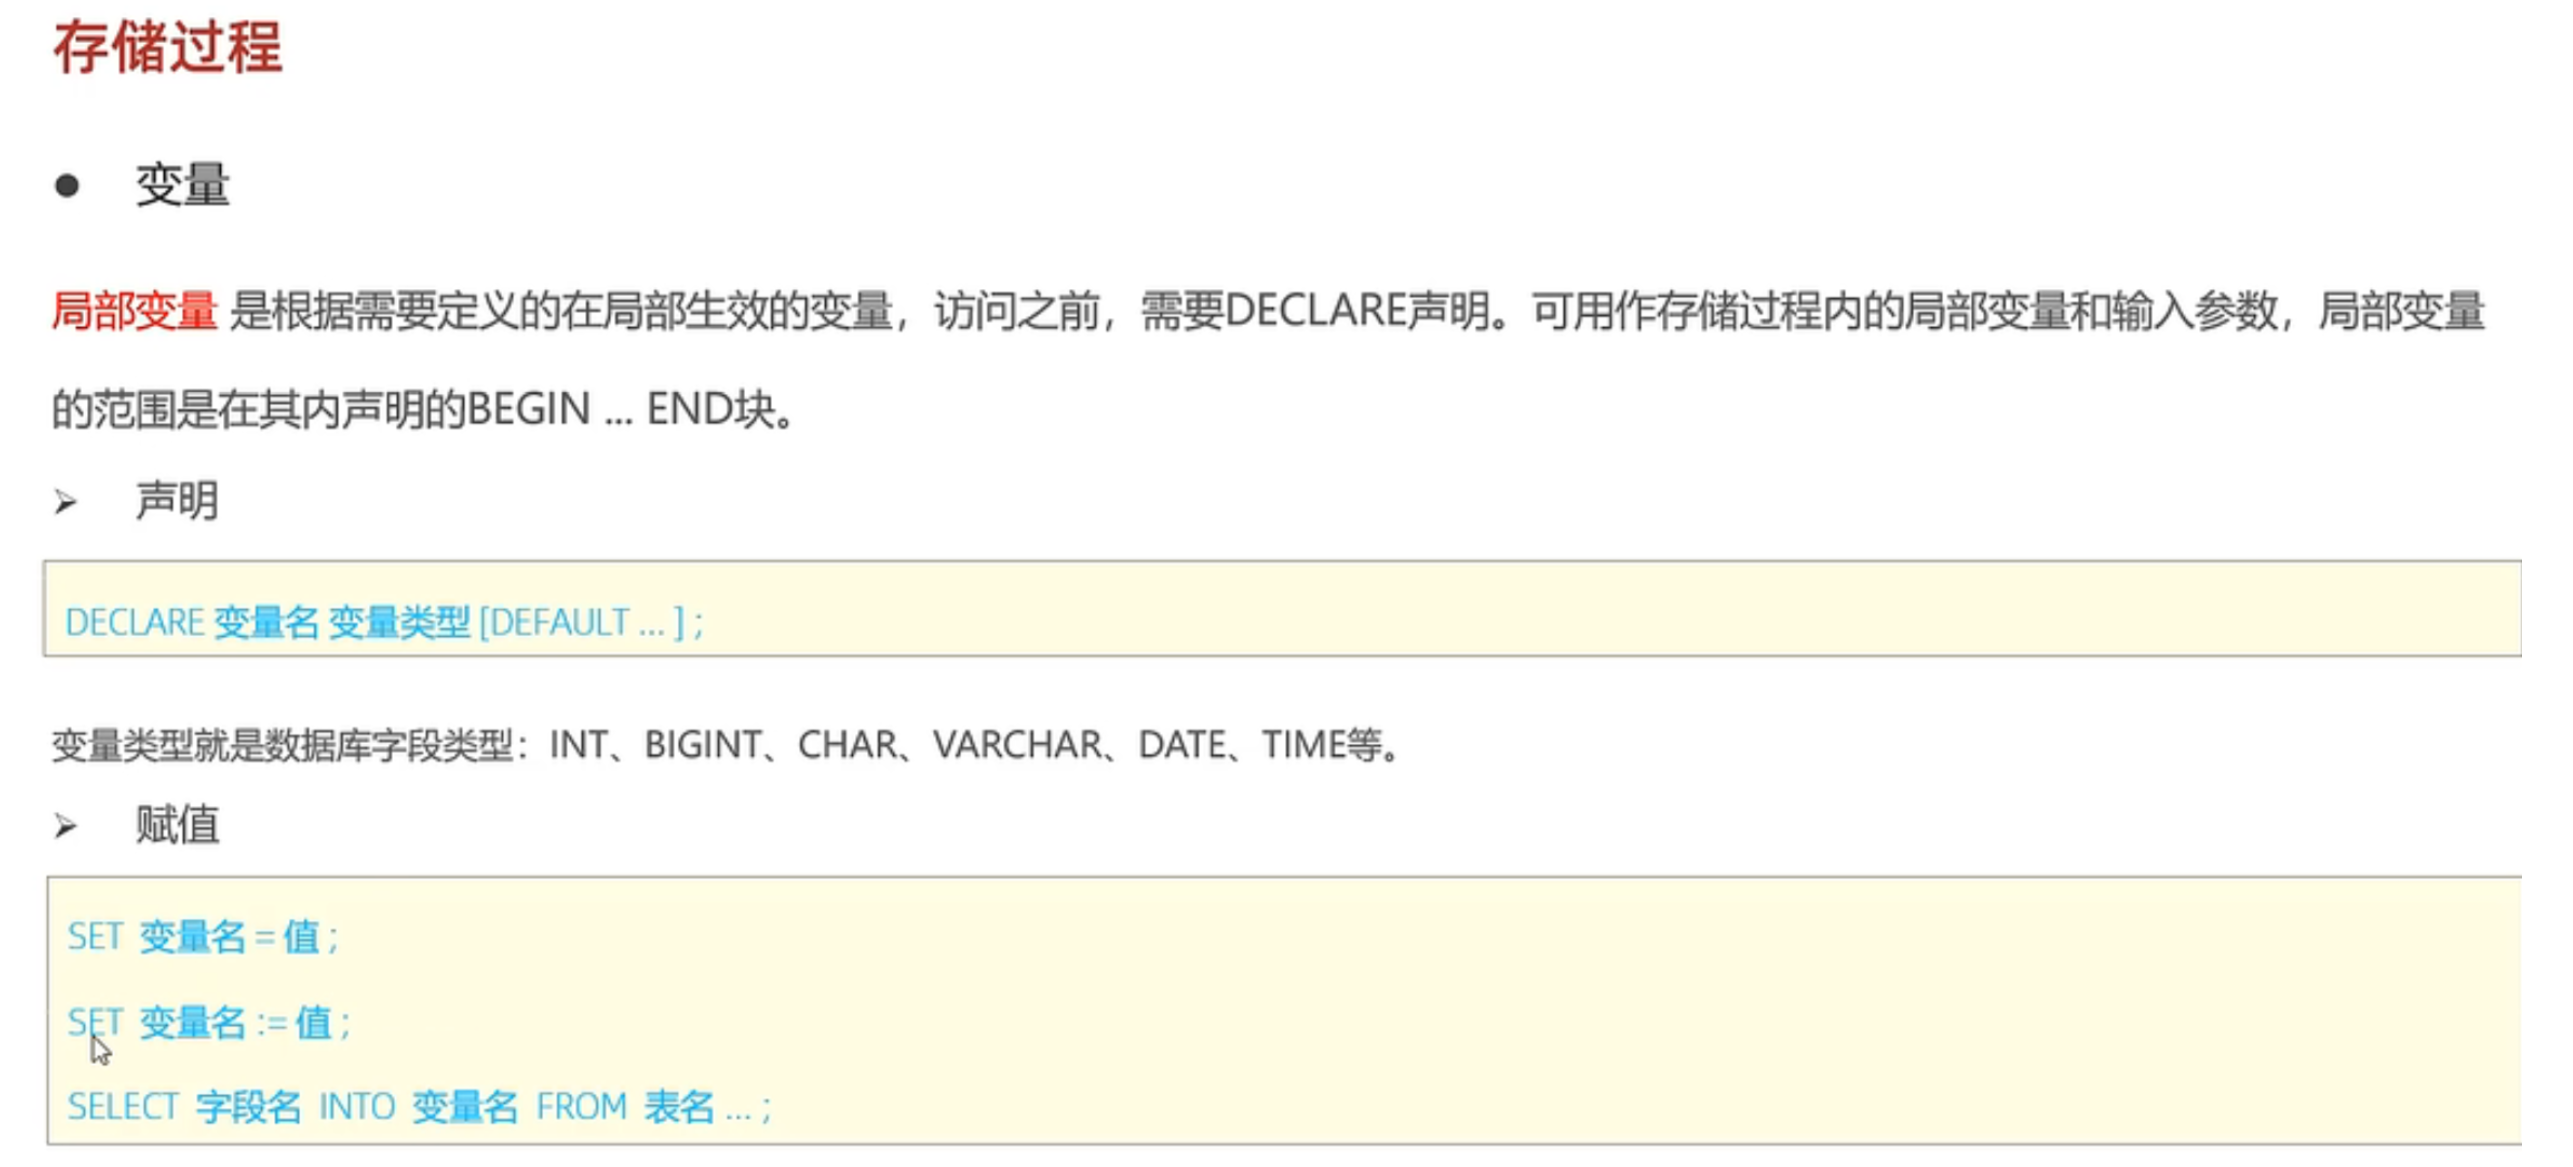 存储过程
● 变量
局部变量 是根据需要定义的在局部生效的变量，访问之前，需要DECLARE声明。可用作存储过程内的局部变量和输入参数，局部变量
的范围是在其内声明的BEGIN ... END块。
➢ 声明
DECLARE 变量名 变量类型 [DEFAULT ... ] ;
变量类型就是数据库字段类型：INT、BIGINT、CHAR、VARCHAR、DATE、TIME等。
➢ 赋值
SET 变量名 = 值 ;
SET 变量名 := 值 ;
SELECT 字段名 INTO 变量名 FROM 表名 ... ;